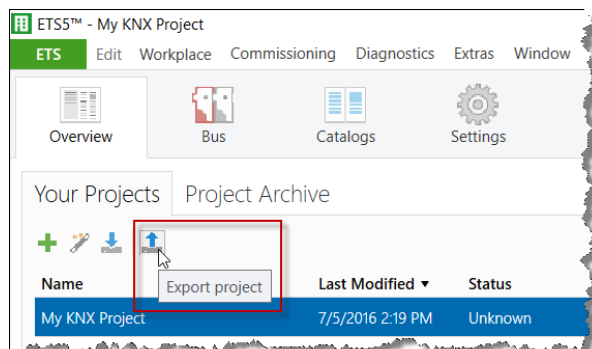 ETS5™ - My KNX Project
ETS Edit Workplace Commissioning Diagnostics Extras Window
Overview Bus Catalogs Settings
Your Projects Project Archive
Export project
Name Last Modified Status
My KNX Project 7/5/2016 2:19 PM Unknown